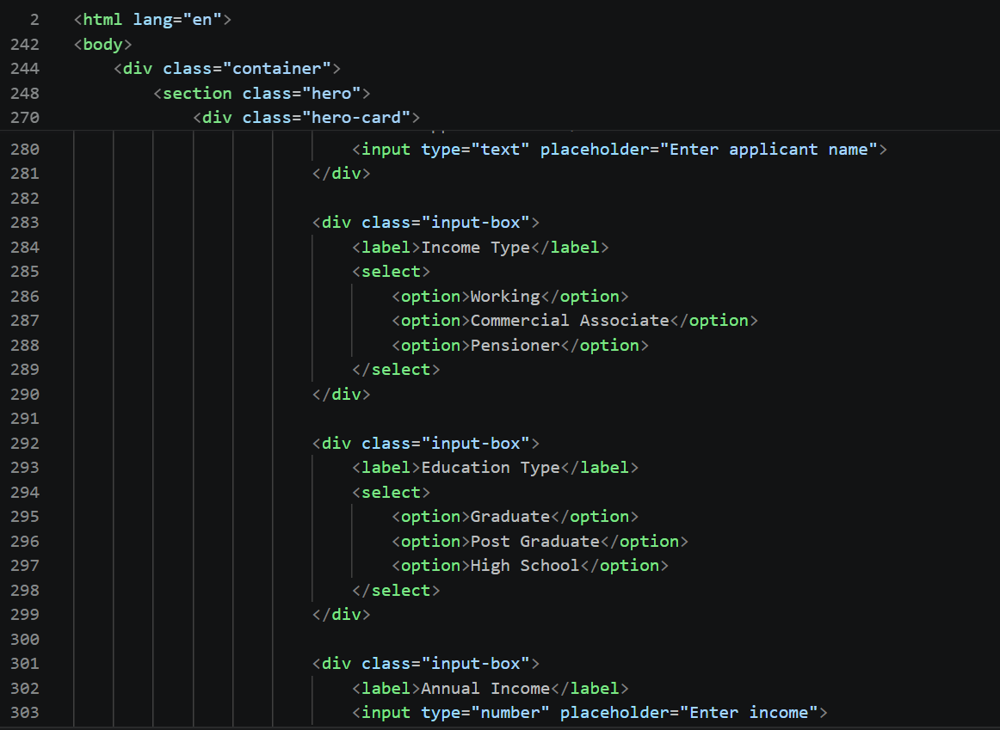 2 <html lang="en">
242 <body>
244 <div class="container">
248 <section class="hero">
270 <div class="hero-card">
280 <input type="text" placeholder="Enter applicant name">
281 </div>
282
283 <div class="input-box">
284 <label>Income Type</label>
285 <select>
286 <option>Working</option>
287 <option>Commercial Associate</option>
288 <option>Pensioner</option>
289 </select>
290 </div>
291
292 <div class="input-box">
293 <label>Education Type</label>
294 <select>
295 <option>Graduate</option>
296 <option>Post Graduate</option>
297 <option>High School</option>
298 </select>
299 </div>
300
301 <div class="input-box">
302 <label>Annual Income</label>
303 <input type="number" placeholder="Enter income">